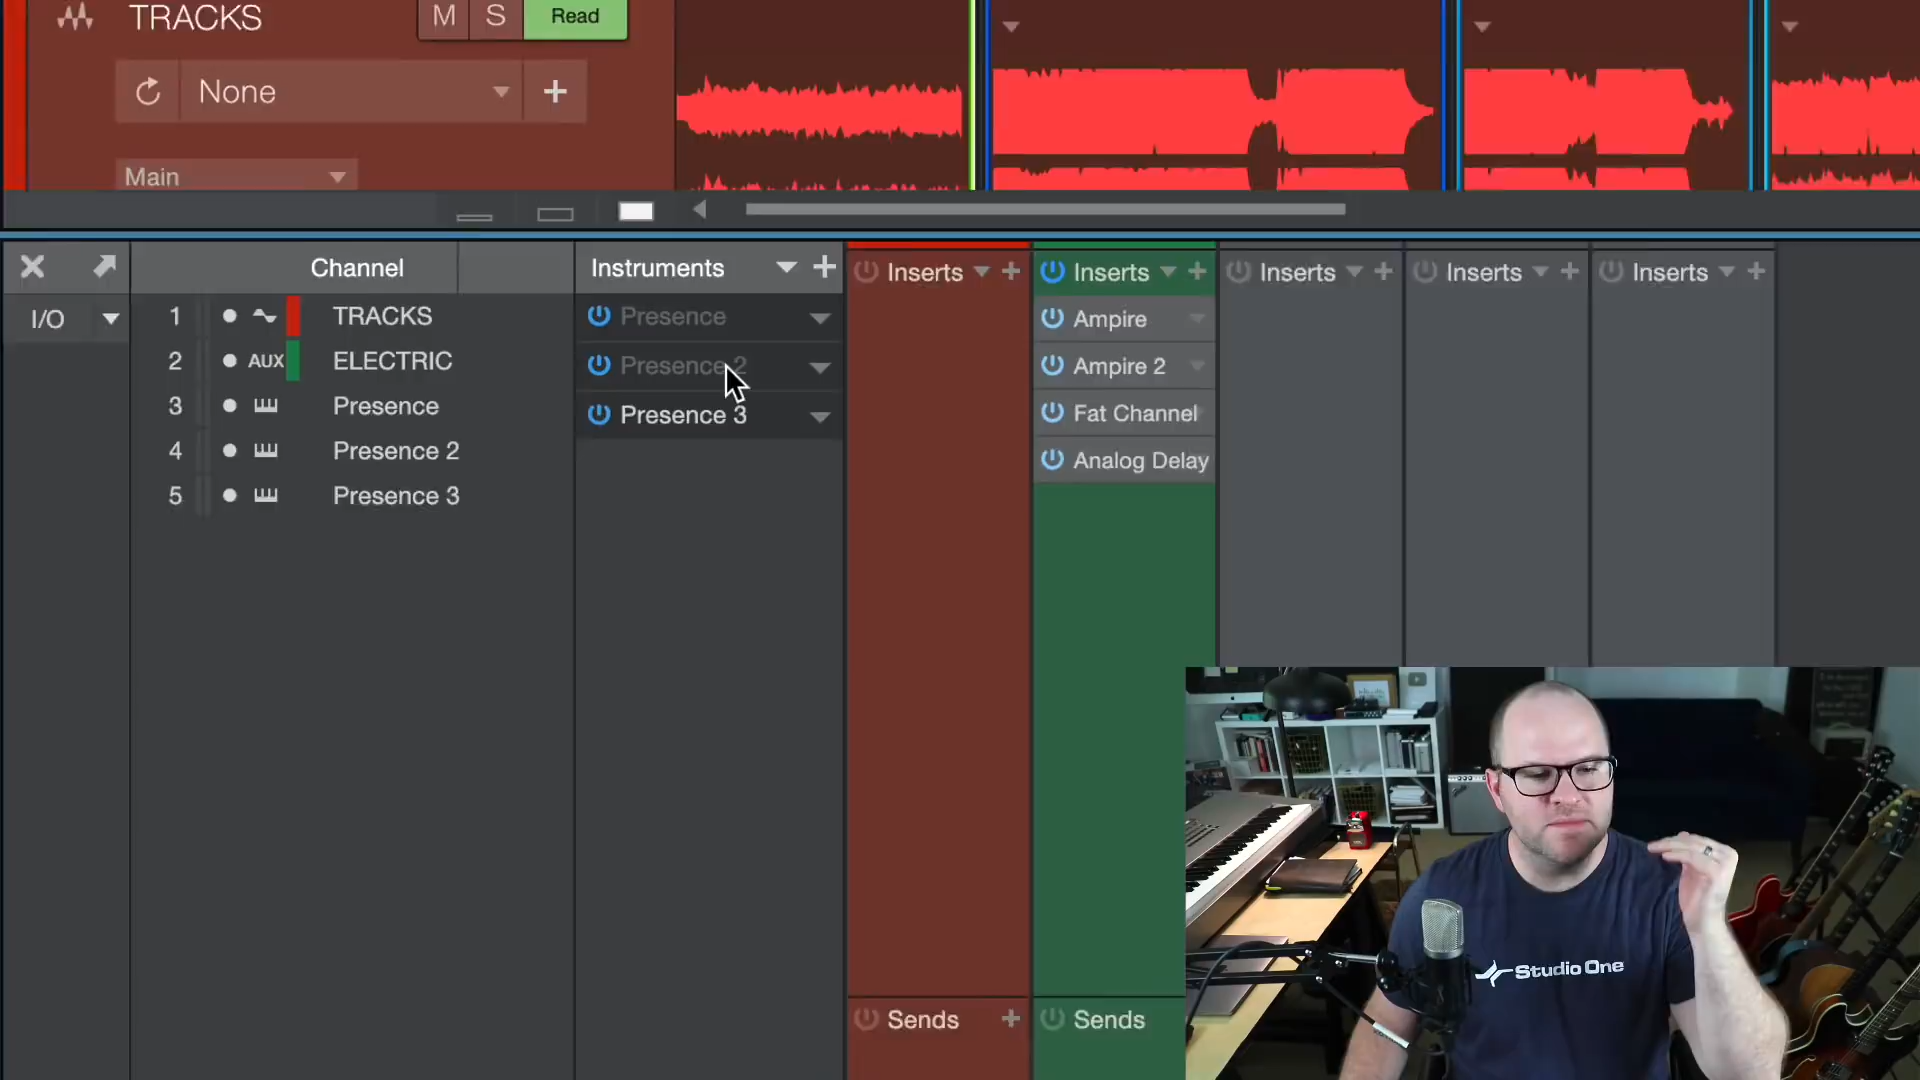 TRACKS
M S Read
None
Main
Channel
Instruments
Inserts
Inserts
Inserts
Inserts
Inserts
I/O
1 TRACKS
2 AUX ELECTRIC
3 Presence
4 Presence 2
5 Presence 3
Presence
Presence 2
Presence 3
Ampire
Ampire 2
Fat Channel
Analog Delay
Sends
Sends
Studio One